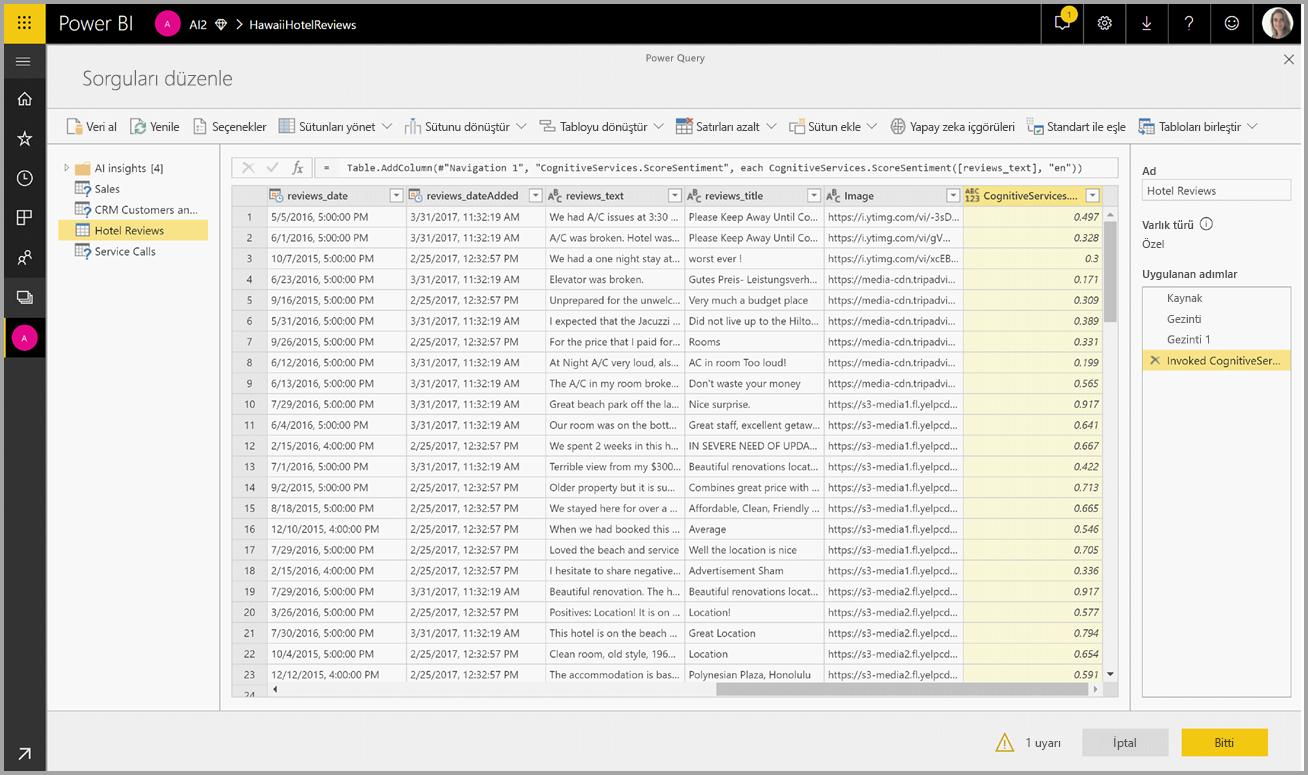 Power BI A AI2 > HawaiiHotelReviews 1 ?
Power Query
Sorguları düzenle
Veri al Yenile Seçenekler Sütunları yönet Sütunu dönüştür Tabloyu dönüştür Satırları azalt Sütun ekle Yapay zeka içgörüleri Standart ile eşle Tabloları birleştir
AI insights [4]
Sales
CRM Customers an...
Hotel Reviews
Service Calls
A
fx = Table.AddColumn(#"Navigation 1", "CognitiveServices.ScoreSentiment", each CognitiveServices.ScoreSentiment([reviews_text], "en"))
reviews_date reviews_dateAdded ABC reviews_text ABC reviews_title ABC Image ABC 123 CognitiveServices....
1 5/5/2016, 5:00:00 PM 3/31/2017, 11:32:19 AM We had A/C issues at 3:30 ... Please Keep Away Until Co... https://i.ytimg.com/vi/-3sD... 0.497
2 6/1/2016, 5:00:00 PM 3/31/2017, 11:32:19 AM A/C was broken. Hotel was... Please Keep Away Until Co... https://i.ytimg.com/vi/gV... 0.328
3 10/7/2015, 5:00:00 PM 2/25/2017, 12:32:57 PM We had a one night stay at... worst ever ! https://i.ytimg.com/vi/xcEB... 0.3
4 6/23/2016, 5:00:00 PM 3/31/2017, 11:32:19 AM Elevator was broken. Gutes Preis- Leistungsverh... https://media-cdn.tripadvi... 0.171
5 9/16/2015, 5:00:00 PM 2/25/2017, 12:32:57 PM Unprepared for the unwelc... Very much a budget place https://media-cdn.tripadvi... 0.309
6 5/31/2016, 5:00:00 PM 3/31/2017, 11:32:19 AM I expected that the Jacuzzi ... Did not live up to the Hilto... https://media-cdn.tripadvi... 0.389
7 9/26/2015, 5:00:00 PM 2/25/2017, 12:32:57 PM For the price that I paid for... Rooms https://media-cdn.tripadvi... 0.331
8 6/12/2016, 5:00:00 PM 3/31/2017, 11:32:19 AM At Night A/C very loud, als... AC in room Too loud! https://media-cdn.tripadvi... 0.199
9 6/13/2016, 5:00:00 PM 3/31/2017, 11:32:19 AM The A/C in my room broke... Don't waste your money https://media-cdn.tripadvi... 0.565
10 7/29/2016, 5:00:00 PM 3/31/2017, 11:32:19 AM Great beach park off the la... Nice surprise. https://s3-media1.fl.yelpcd... 0.917
11 6/4/2016, 5:00:00 PM 3/31/2017, 11:32:19 AM Our room was on the bott... Great staff, excellent getaw... https://s3-media1.fl.yelpcd... 0.641
12 2/15/2016, 4:00:00 PM 2/25/2017, 12:32:57 PM We spent 2 weeks in this h... IN SEVERE NEED OF UPDA... https://s3-media1.fl.yelpcd... 0.667
13 7/1/2016, 5:00:00 PM 3/31/2017, 11:32:19 AM Terrible view from my $300... Beautiful renovations locat... https://s3-media1.fl.yelpcd... 0.422
14 9/2/2015, 5:00:00 PM 2/25/2017, 12:32:57 PM Older property but it is su... Combines great price with ... https://s3-media1.fl.yelpcd... 0.713
15 8/18/2015, 5:00:00 PM 2/25/2017, 12:32:57 PM We stayed here for over a ... Affordable, Clean, Friendly ... https://s3-media1.fl.yelpcd... 0.665
16 12/10/2015, 4:00:00 PM 2/25/2017, 12:32:57 PM When we had booked this ... Average https://s3-media1.fl.yelpcd... 0.546
17 7/29/2016, 5:00:00 PM 2/25/2017, 12:32:57 PM Loved the beach and service Well the location is nice https://s3-media1.fl.yelpcd... 0.705
18 2/15/2016, 4:00:00 PM 2/25/2017, 12:32:57 PM I hesitate to share negative... Advertisement Sham https://s3-media1.fl.yelpcd... 0.336
19 7/29/2016, 5:00:00 PM 3/31/2017, 11:32:19 AM Beautiful renovation. The h... Beautiful renovations locat... https://s3-media2.fl.yelpcd... 0.917
20 3/26/2016, 5:00:00 PM 2/25/2017, 12:32:57 PM Positives: Location! It is on ... Location! https://s3-media2.fl.yelpcd... 0.577
21 7/30/2016, 5:00:00 PM 3/31/2017, 11:32:19 AM This hotel is on the beach ... Great Location https://s3-media2.fl.yelpcd... 0.794
22 10/4/2015, 5:00:00 PM 2/25/2017, 12:32:57 PM Clean room, old style, 196... Location https://s3-media2.fl.yelpcd... 0.654
23 12/12/2015, 4:00:00 PM 2/25/2017, 12:32:57 PM The accommodation is bas... Polynesian Plaza, Honolulu https://s3-media2.fl.yelpcd... 0.591
24
Ad
Hotel Reviews
Varlık türü
Özel
Uygulanan adımlar
Kaynak
Gezinti
Gezinti 1
Invoked CognitiveSer...
1 uyarı İptal Bitti